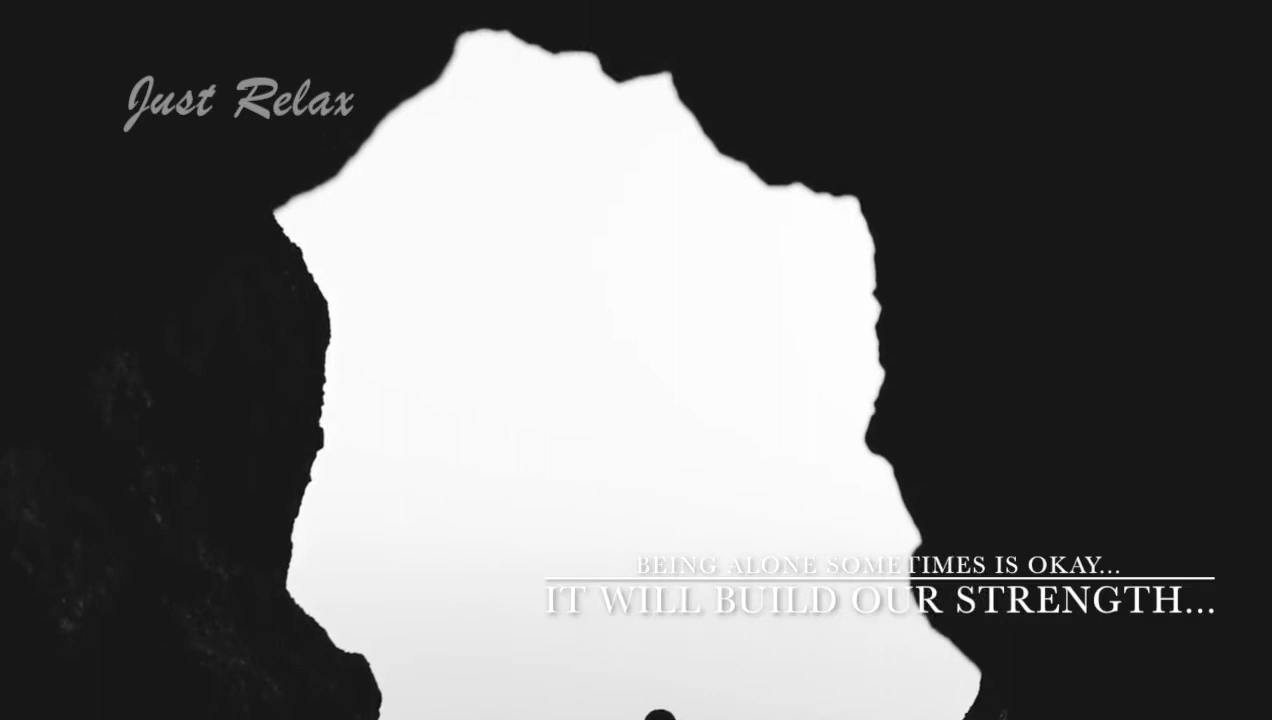 Just Relax
BEING ALONE SOMETIMES IS OKAY...
IT WILL BUILD OUR STRENGTH...